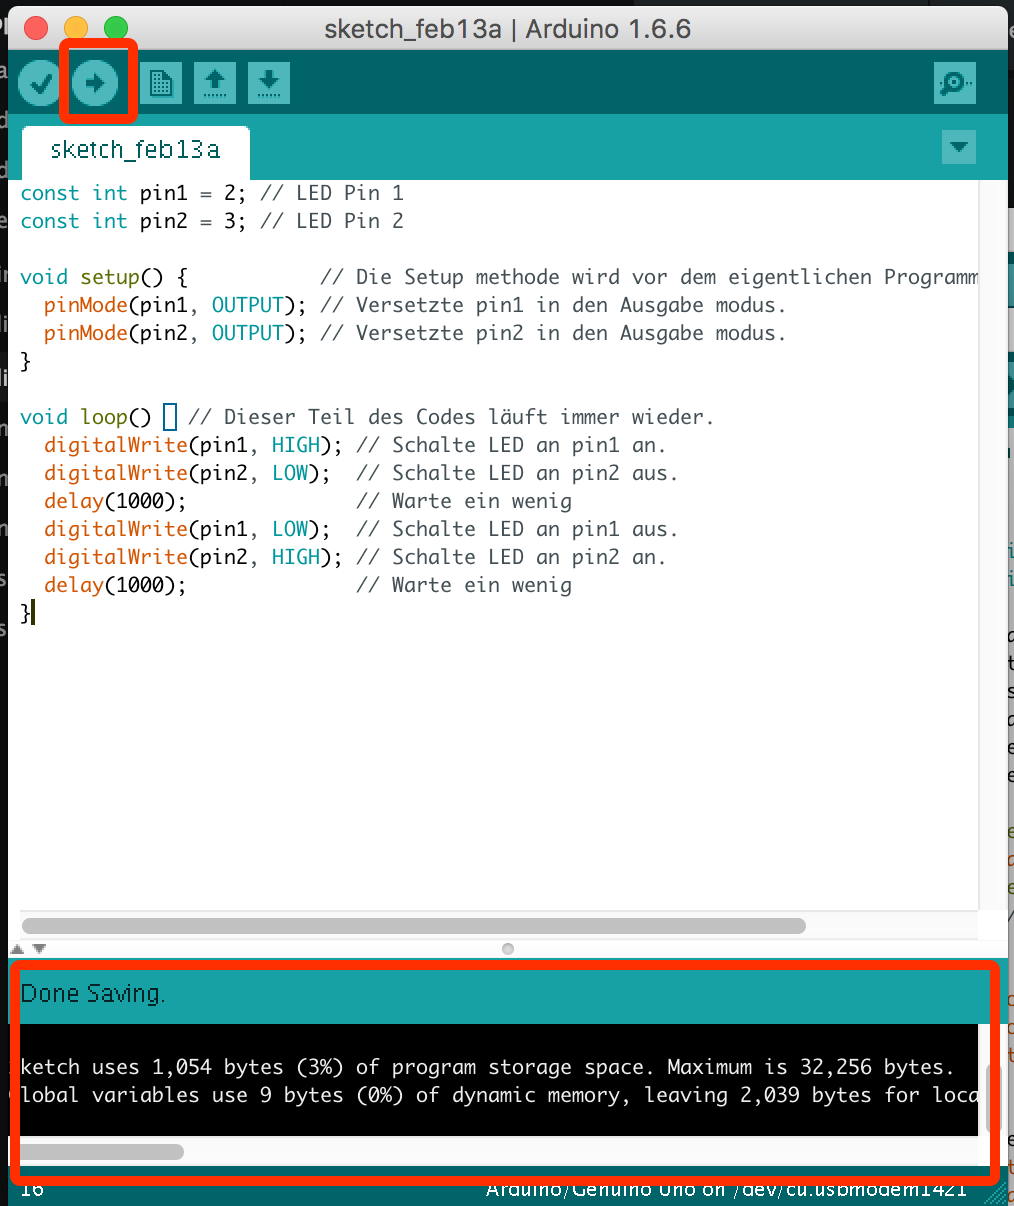 sketch_feb13a | Arduino 1.6.6
sketch_feb13a
const int pin1 = 2; // LED Pin 1
const int pin2 = 3; // LED Pin 2
void setup() { // Die Setup methode wird vor dem eigentlichen Programm
pinMode(pin1, OUTPUT); // Versetzte pin1 in den Ausgabe modus.
pinMode(pin2, OUTPUT); // Versetzte pin2 in den Ausgabe modus.
}
void loop() // Dieser Teil des Codes läuft immer wieder.
digitalWrite(pin1, HIGH); // Schalte LED an pin1 an.
digitalWrite(pin2, LOW); // Schalte LED an pin2 aus.
delay(1000); // Warte ein wenig
digitalWrite(pin1, LOW); // Schalte LED an pin1 aus.
digitalWrite(pin2, HIGH); // Schalte LED an pin2 an.
delay(1000); // Warte ein wenig
}
Done Saving.
ketch uses 1,054 bytes (3%) of program storage space. Maximum is 32,256 bytes.
lobal variables use 9 bytes (0%) of dynamic memory, leaving 2,039 bytes for loca
16
Arduino/Genuino Uno on /dev/cu.usbmodem1421